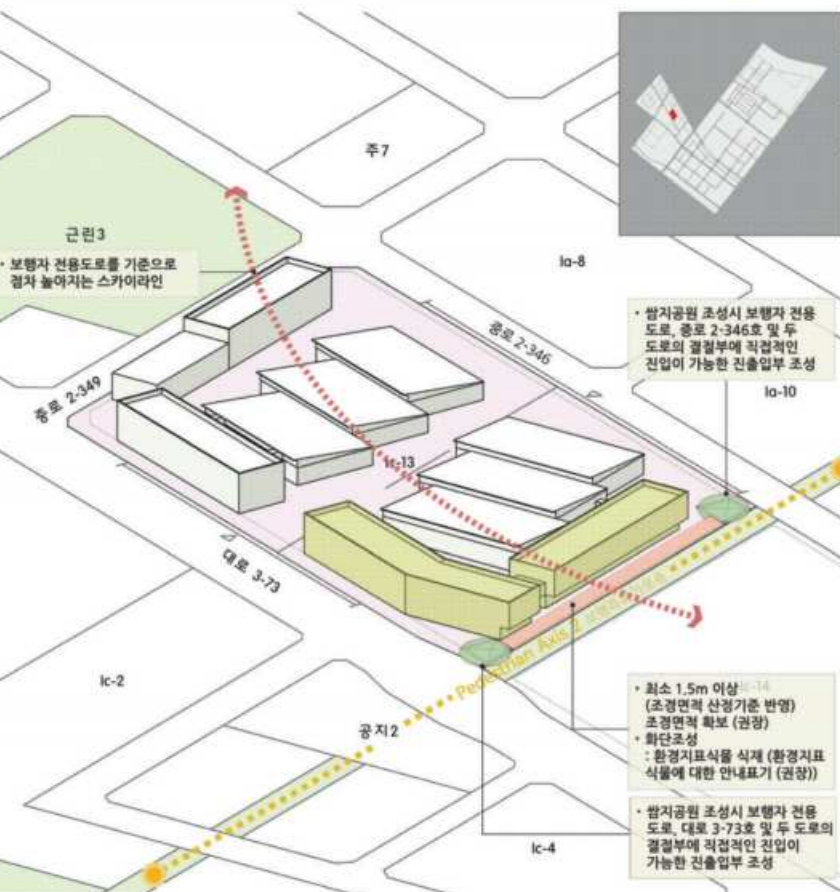 주7
근린3
• 보행자 전용도로를 기준으로
점차 높아지는 스카이라인
Ia-8
중로 2-346
• 쌈지공원 조성시 보행자 전용
도로, 중로 2-346호 및 두
도로의 결절부에 직접적인
진입이 가능한 진출입부 조성
Ia-10
중로 2-349
Ic-13
대로 3-73
Pedestrian Axis 2
Ic-2
Ic-14
• 최소 1.5m 이상
(조경면적 산정기준 반영)
조경면적 확보 (권장)
• 화단조성
: 환경지표식물 식재 (환경지표
식물에 대한 안내표기 (권장))
공지2
• 쌈지공원 조성시 보행자 전용
도로, 대로 3-73호 및 두 도로의
결절부에 직접적인 진입이
가능한 진출입부 조성
Ic-4